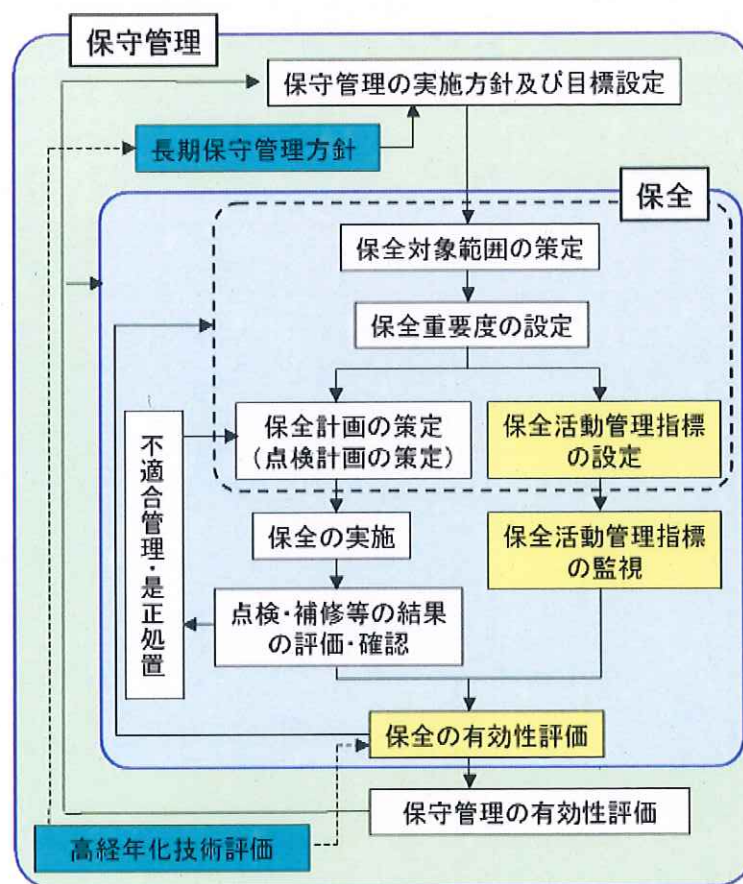 保守管理
保守管理の実施方針及び目標設定
長期保守管理方針
保全
保全対象範囲の策定
保全重要度の設定
保全計画の策定
(点検計画の策定)
保全活動管理指標
の設定
不適合管理・是正処置
保全の実施
保全活動管理指標
の監視
点検・補修等の結果
の評価・確認
保全の有効性評価
保守管理の有効性評価
高経年化技術評価